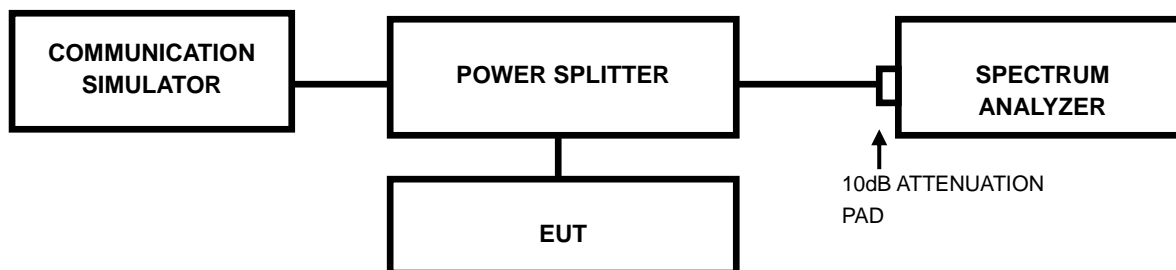 COMMUNICATION
SIMULATOR
POWER SPLITTER
SPECTRUM
ANALYZER
10dB ATTENUATION
PAD
EUT